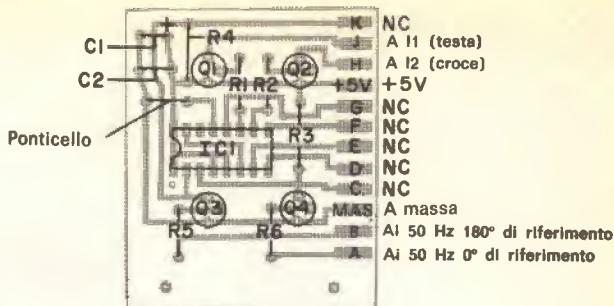 K NC
C1 R4 J A I1 (testa)
Q1 Q2 H A I2 (croce)
C2 R1 R2 +5V +5V
G NC
Ponticello R3 F NC
IC1 E NC
D NC
C NC
Q3 Q4 MAS A massa
R5 R6 B Ai 50 Hz 180° di riferimento
A Ai 50 Hz 0° di riferimento